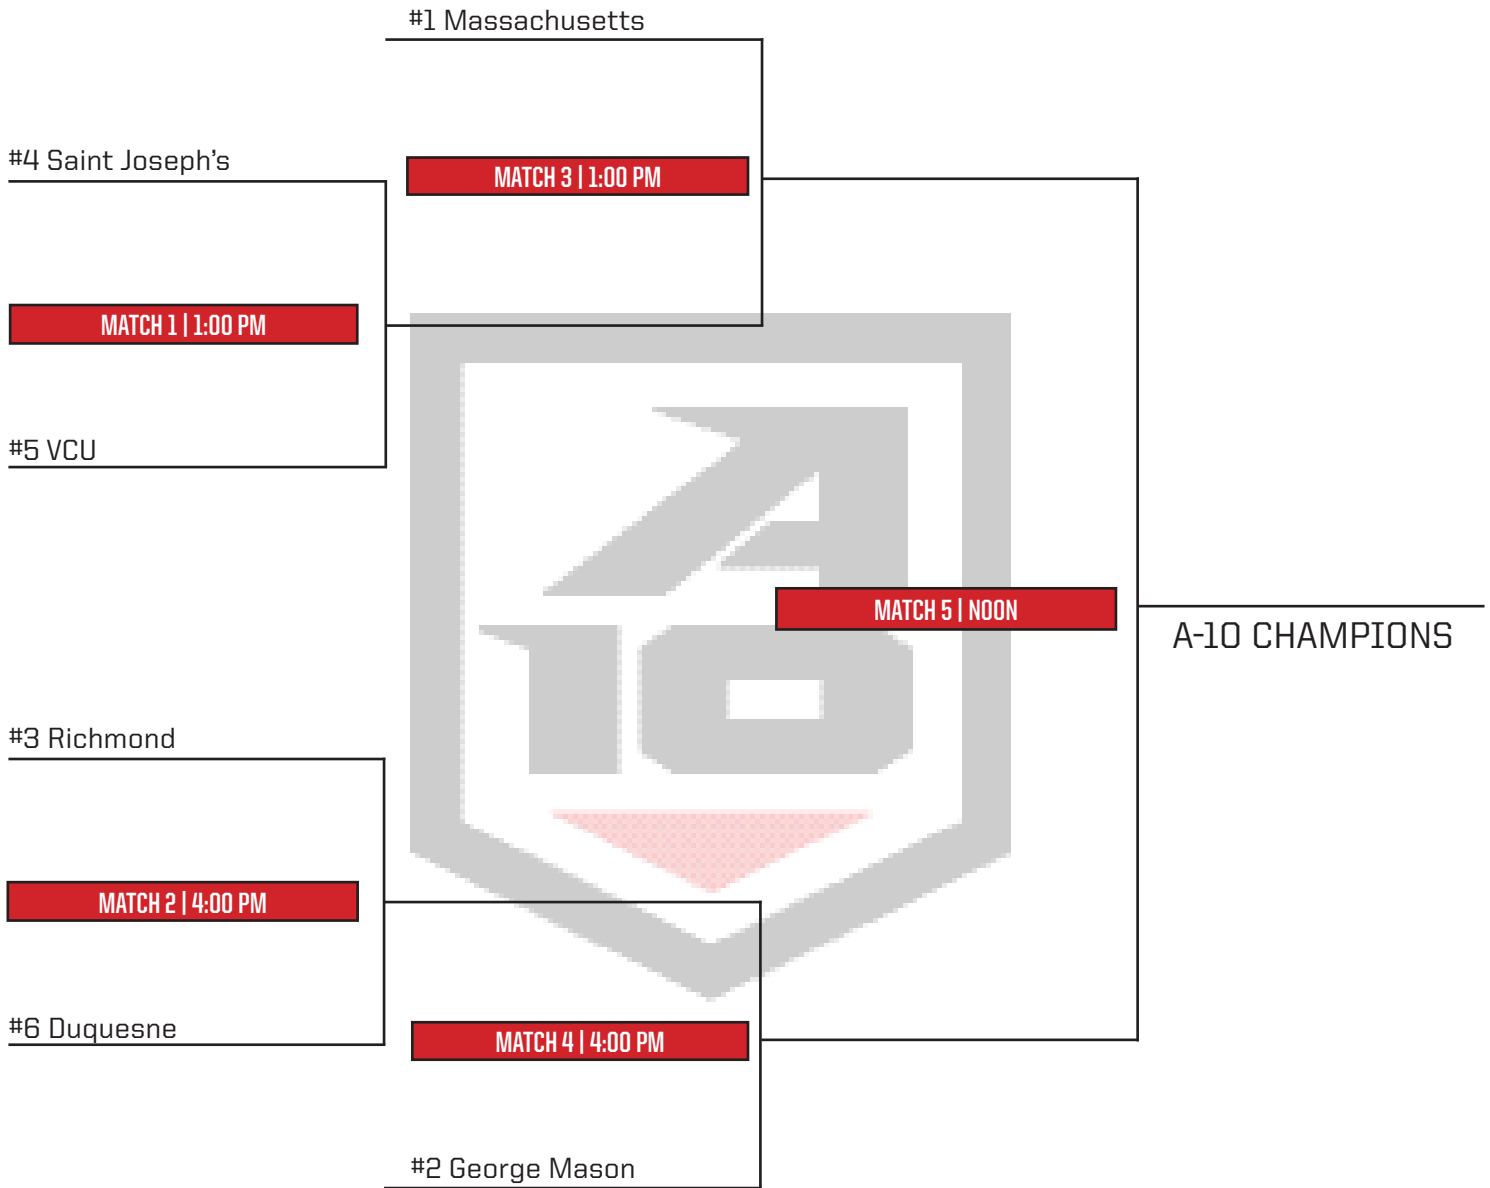 #1 Massachusetts
#4 Saint Joseph's
MATCH 3 | 1:00 PM
MATCH 1 | 1:00 PM
#5 VCU
A
10
MATCH 5 | NOON
A-10 CHAMPIONS
#3 Richmond
MATCH 2 | 4:00 PM
#6 Duquesne
MATCH 4 | 4:00 PM
#2 George Mason